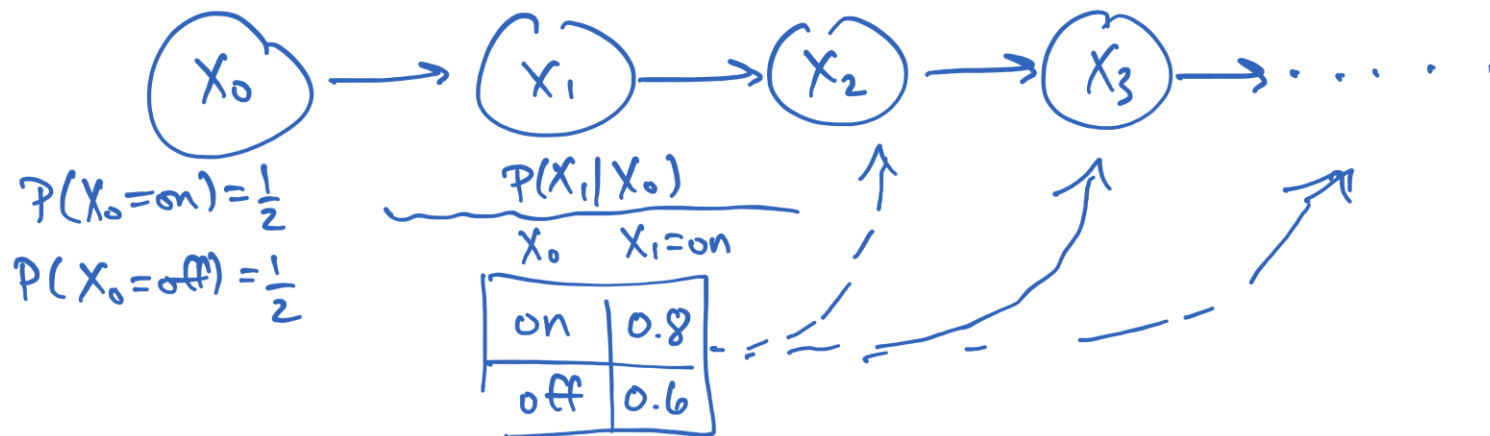 X₀ → X₁ → X₂ → X₃ → . . . . .
P(X₀=on)=1/2
P(X₀=off)=1/2
P(X₁|X₀)
X₀ X₁=on
on 0.8
off 0.6